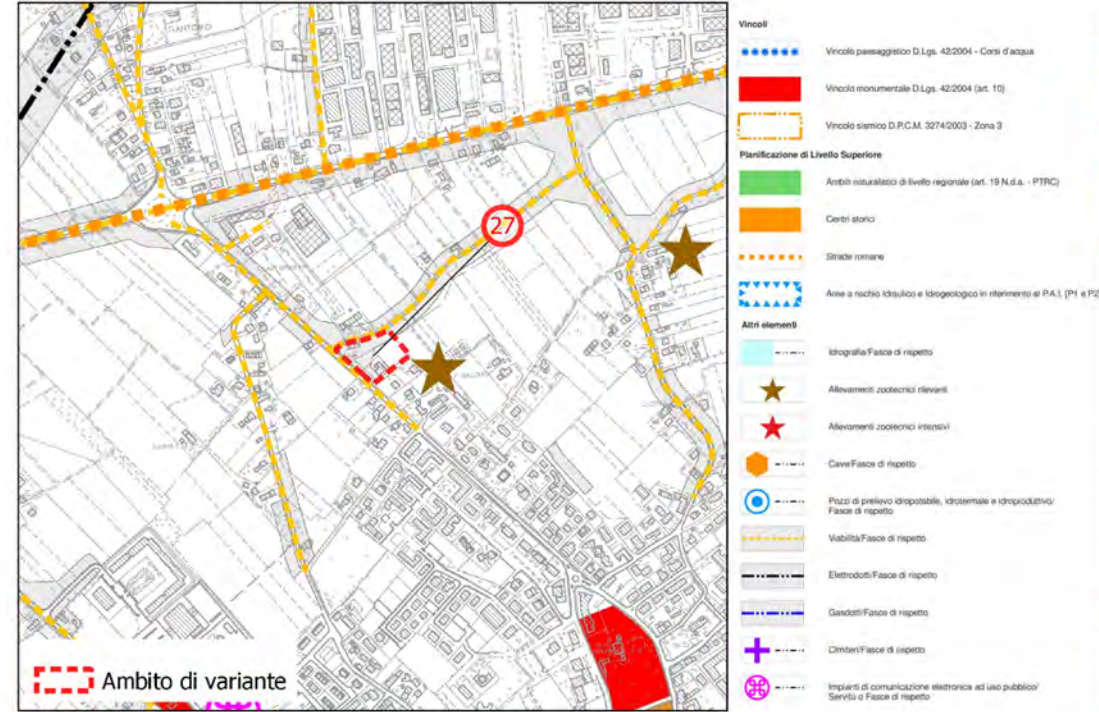 27
Ambito di variante
Vincoli
Vincolo paesaggistico D.Lgs. 42/2004 - Corsi d'acqua
Vincolo monumentale D.Lgs. 42/2004 (art. 10)
Vincolo sismico D.P.C.M. 3274/2003 - Zona 3
Planificazione di Livello Superiore
Ambiti naturalistici di livello regionale (art. 19 N.d.a. - PTRC)
Centri storici
Strade romane
Aree a rischio Idraulico e Idrogeologico in riferimento al P.A.I. [P1 e P2
Altri elementi
Idrografia/Fasce di rispetto
Allevamenti zootecnici rilevanti
Allevamenti zootecnici intensivi
Cave/Fasce di rispetto
Pozzi di prelievo idropotabile, idrotermale e idroproduttivo/
Fasce di rispetto
Viabilità/Fasce di rispetto
Elettrodotti/Fasce di rispetto
Gasdotti/Fasce di rispetto
Cimiteri/Fasce di rispetto
Impianti di comunicazione elettronica ad uso pubblico/
Servitù o Fasce di rispetto